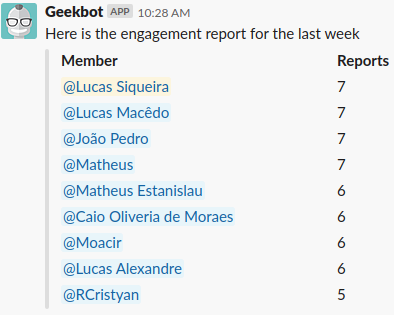 Geekbot APP 10:28 AM
Here is the engagement report for the last week
Member Reports
@Lucas Siqueira 7
@Lucas Macêdo 7
@João Pedro 7
@Matheus 7
@Matheus Estanislau 6
@Caio Oliveria de Moraes 6
@Moacir 6
@Lucas Alexandre 6
@RCristyan 5